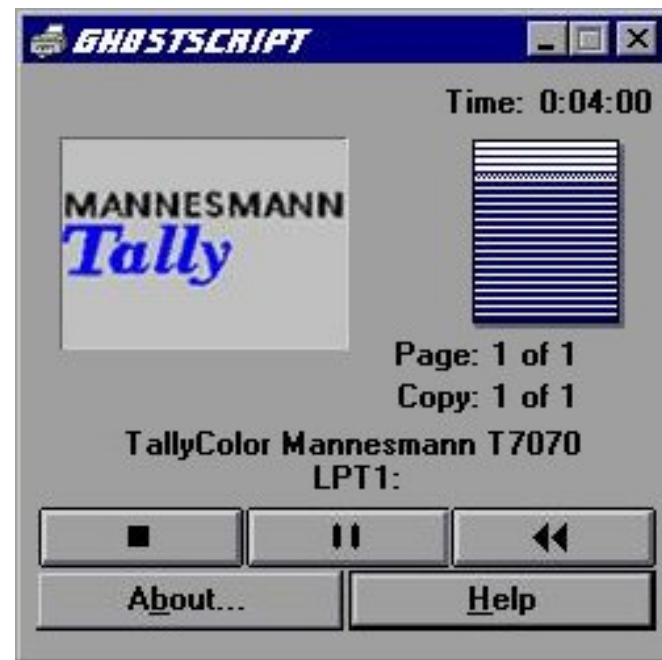 GHOSTSCRIPT
Time: 0:04:00
MANNESMANN
Tally
Page: 1 of 1
Copy: 1 of 1
TallyColor Mannesmann T7070
LPT1:
About...
Help